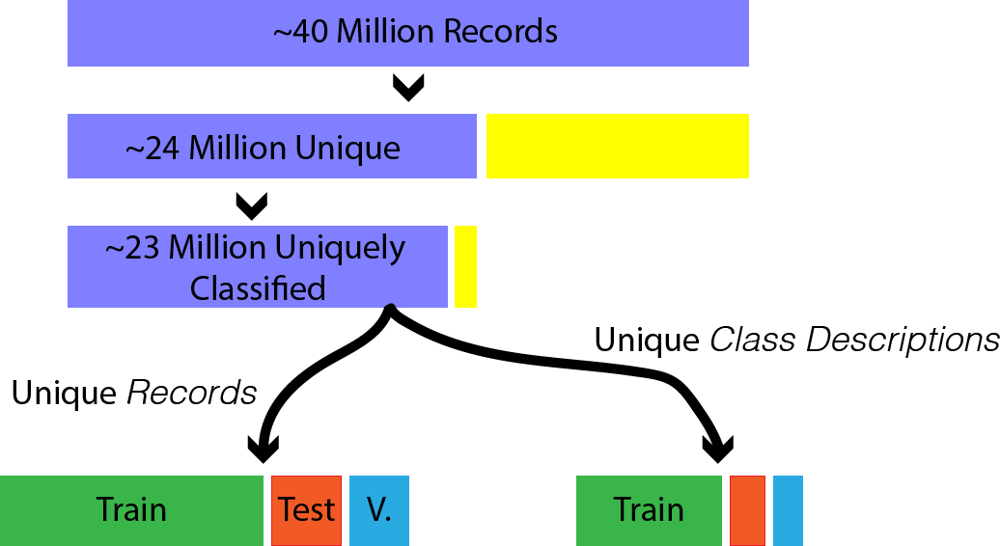 ~40 Million Records
~24 Million Unique
~23 Million Uniquely
Classified
Unique Class Descriptions
Unique Records
Train
Test
V.
Train